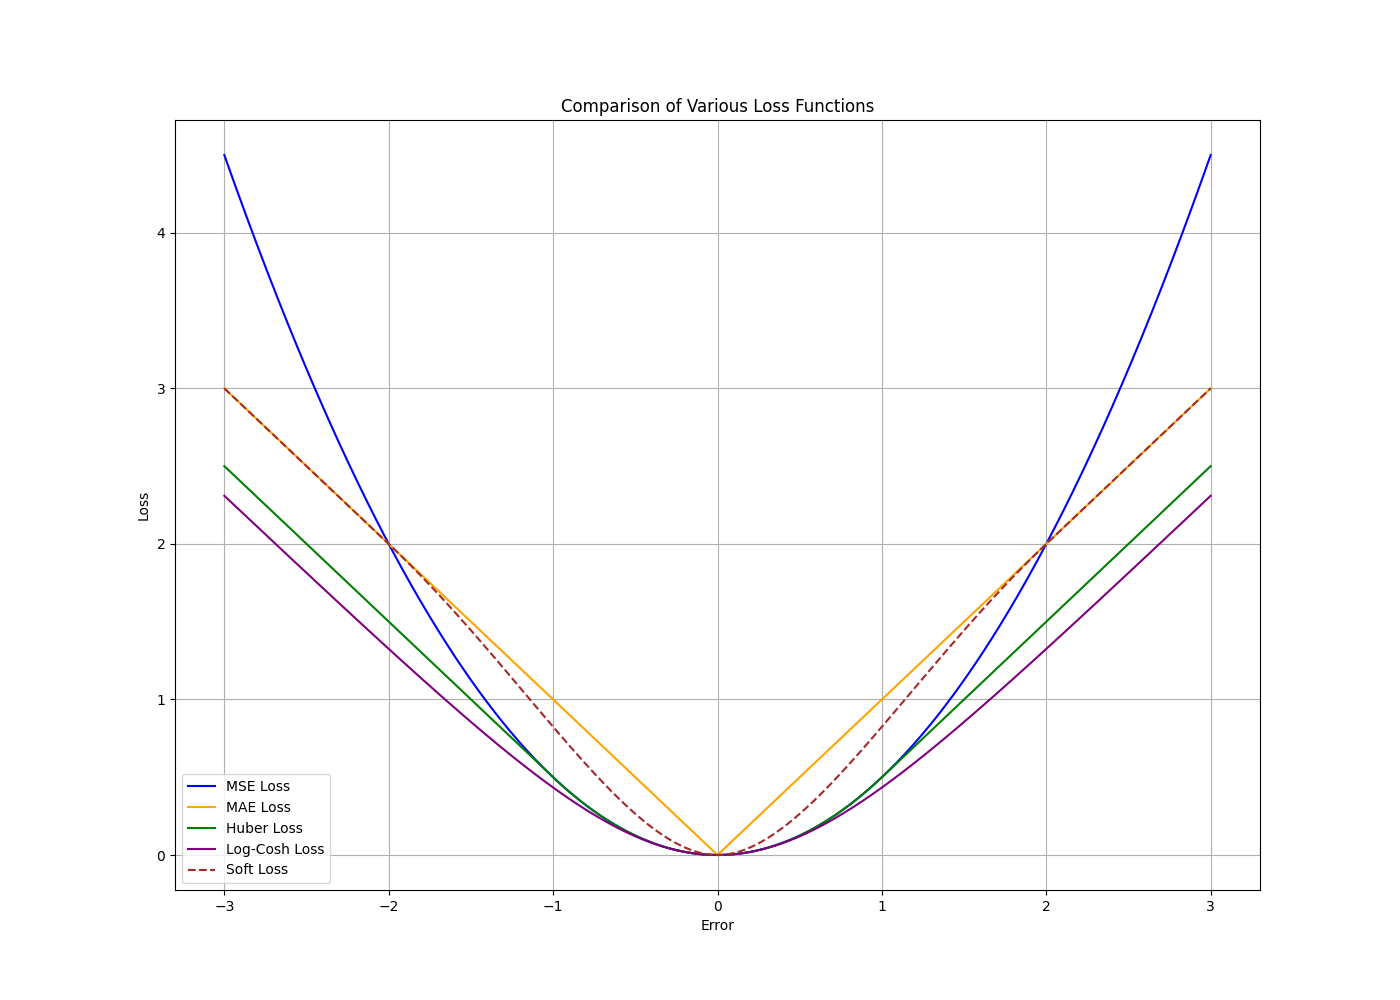 Comparison of Various Loss Functions
4
3
2
1
0
Loss
MSE Loss
MAE Loss
Huber Loss
Log-Cosh Loss
Soft Loss
−3 −2 −1 0 1 2 3
Error